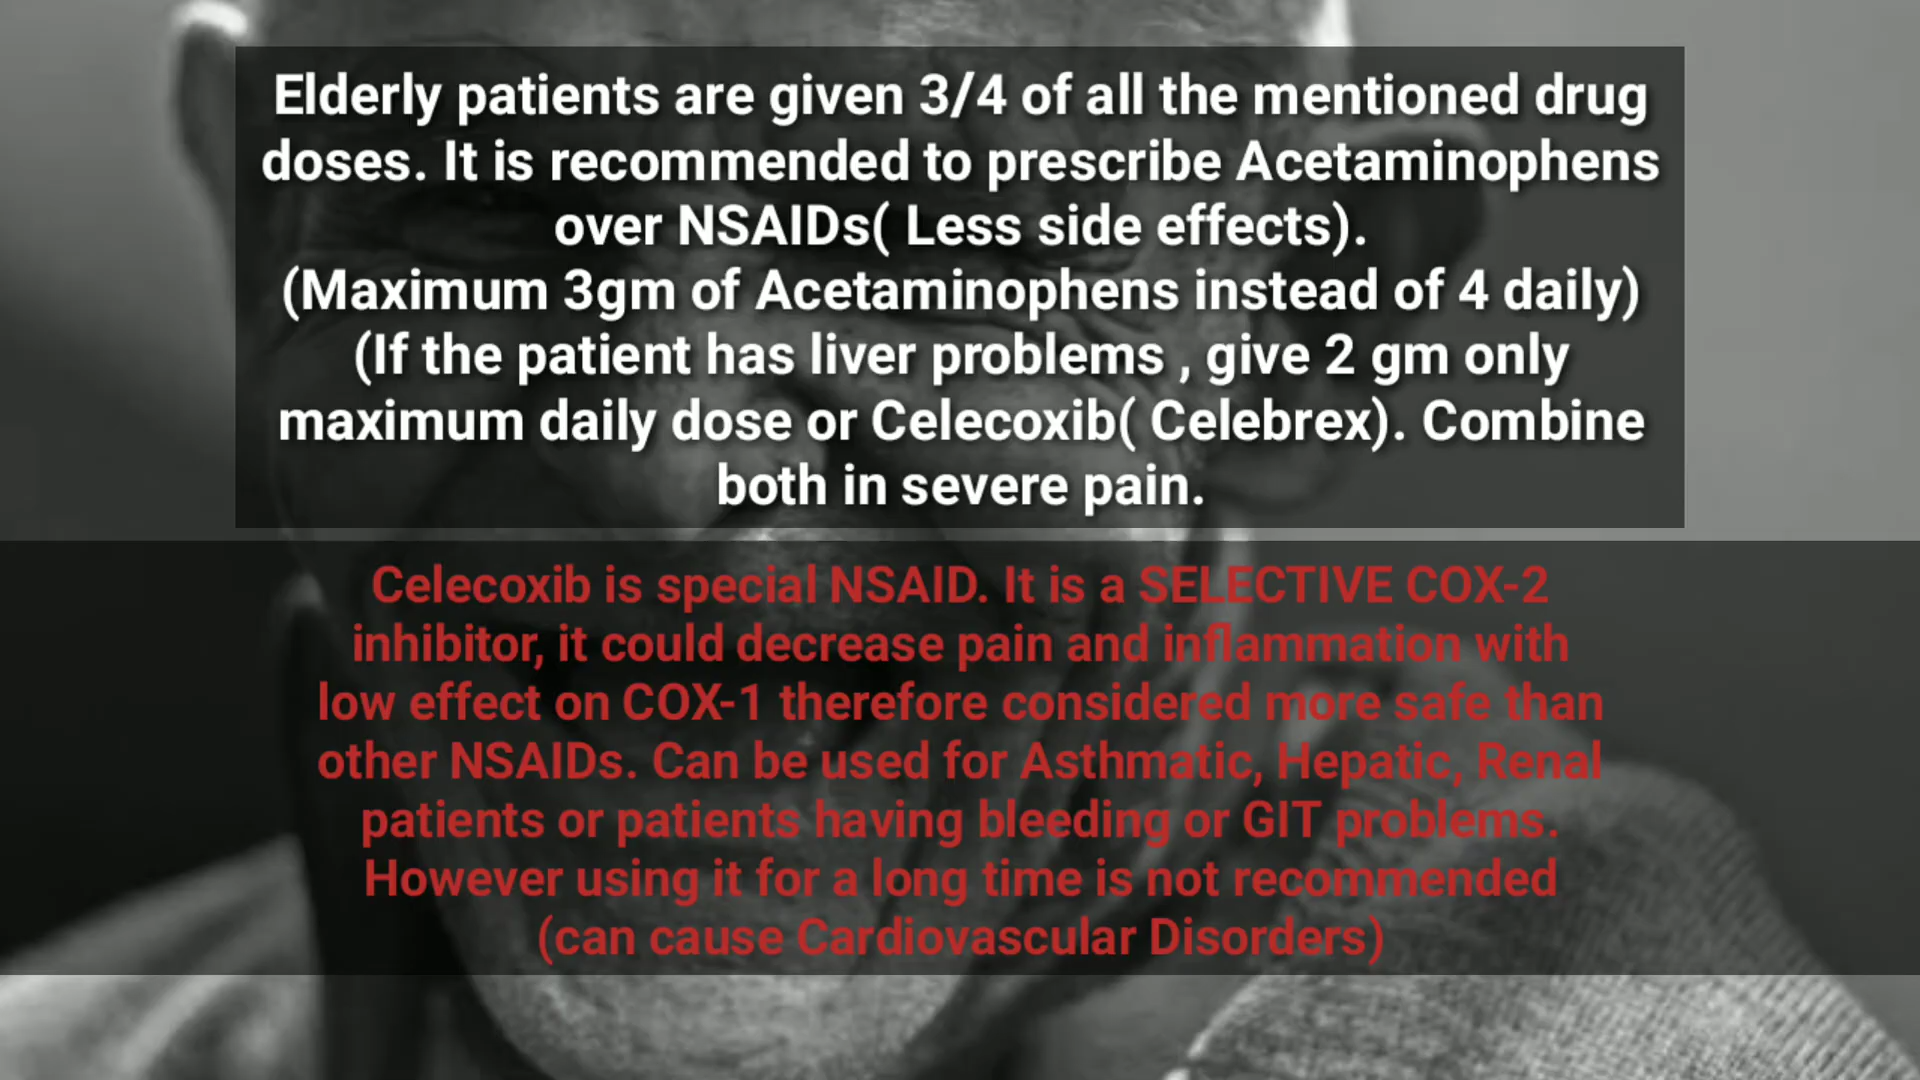 Elderly patients are given 3/4 of all the mentioned drug
doses. It is recommended to prescribe Acetaminophens
over NSAIDs( Less side effects).
(Maximum 3gm of Acetaminophens instead of 4 daily)
(If the patient has liver problems , give 2 gm only
maximum daily dose or Celecoxib( Celebrex). Combine
both in severe pain.
Celecoxib is special NSAID. It is a SELECTIVE COX-2
inhibitor, it could decrease pain and inflammation with
low effect on COX-1 therefore considered more safe than
other NSAIDs. Can be used for Asthmatic, Hepatic, Renal
patients or patients having bleeding or GIT problems.
However using it for a long time is not recommended
(can cause Cardiovascular Disorders)